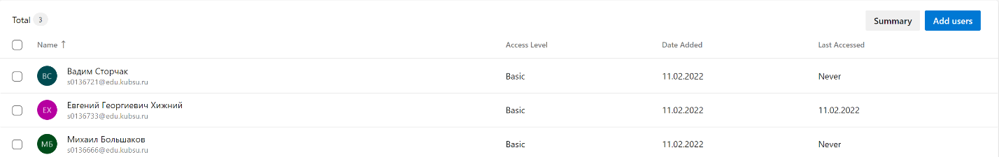 Total 3
Summary Add users
Name ↑ Access Level Date Added Last Accessed
ВС Вадим Сторчак Basic 11.02.2022 Never
s0136721@edu.kubsu.ru
ЕХ Евгений Георгиевич Хижний Basic 11.02.2022 11.02.2022
s0136733@edu.kubsu.ru
МБ Михаил Большаков Basic 11.02.2022 Never
s0136666@edu.kubsu.ru